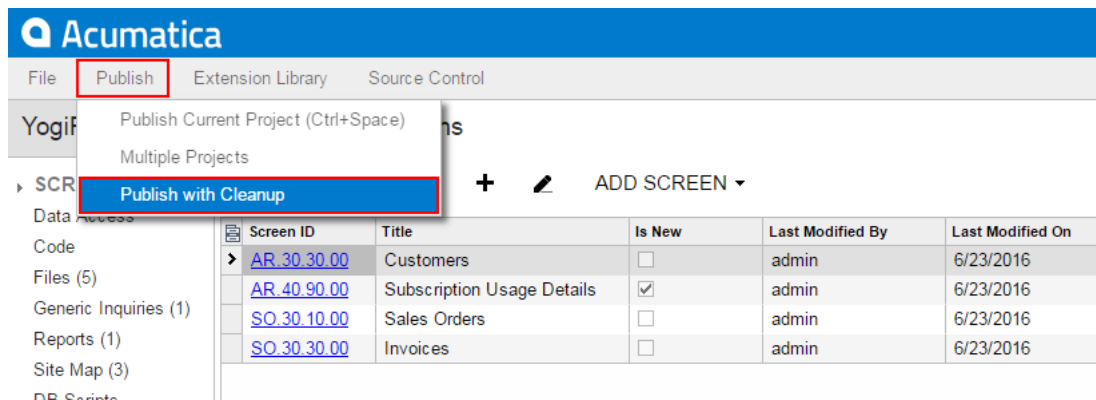 Acumatica
File Publish Extension Library Source Control
Publish Current Project (Ctrl+Space)
Multiple Projects
Publish with Cleanup
ADD SCREEN
Data Access
Code
Files (5)
Generic Inquiries (1)
Reports (1)
Site Map (3)
DB Scripts
Screen ID Title Is New Last Modified By Last Modified On
AR.30.30.00 Customers admin 6/23/2016
AR.40.90.00 Subscription Usage Details admin 6/23/2016
SO.30.10.00 Sales Orders admin 6/23/2016
SO.30.30.00 Invoices admin 6/23/2016